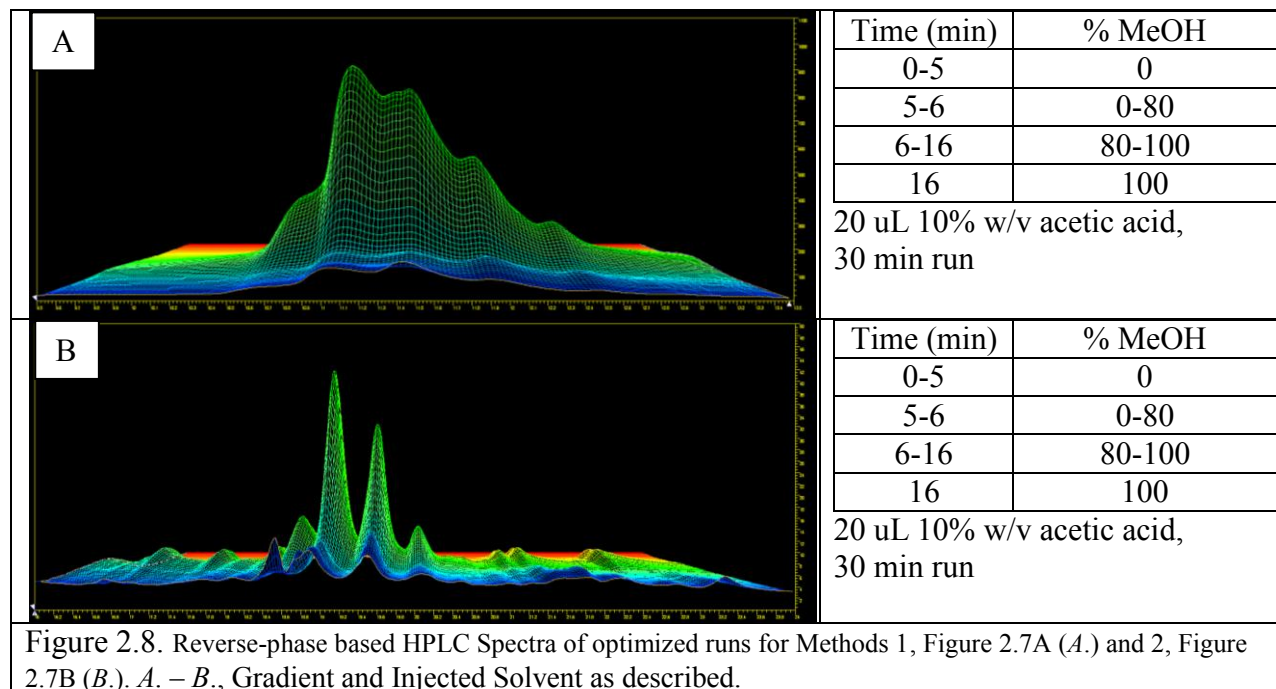 A
Time (min) % MeOH
0-5 0
5-6 0-80
6-16 80-100
16 100
20 uL 10% w/v acetic acid,
30 min run
B
Time (min) % MeOH
0-5 0
5-6 0-80
6-16 80-100
16 100
20 uL 10% w/v acetic acid,
30 min run
Figure 2.8. Reverse-phase based HPLC Spectra of optimized runs for Methods 1, Figure 2.7A (A.) and 2, Figure
2.7B (B.). A. – B., Gradient and Injected Solvent as described.